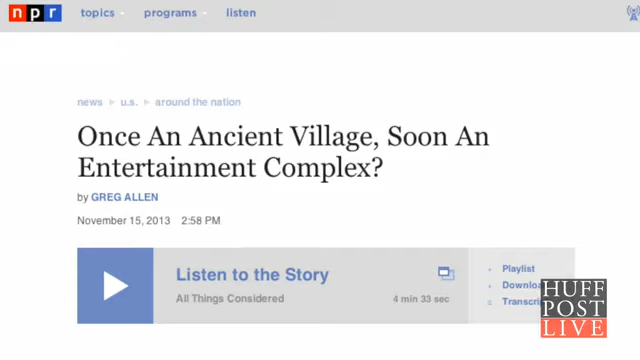 npr topics programs listen
news u.s. around the nation
Once An Ancient Village, Soon An
Entertainment Complex?
by GREG ALLEN
November 15, 2013 2:58 PM
Listen to the Story
All Things Considered 4 min 33 sec
Playlist
Downloa
Transcri
HUFF
POST
LIVE